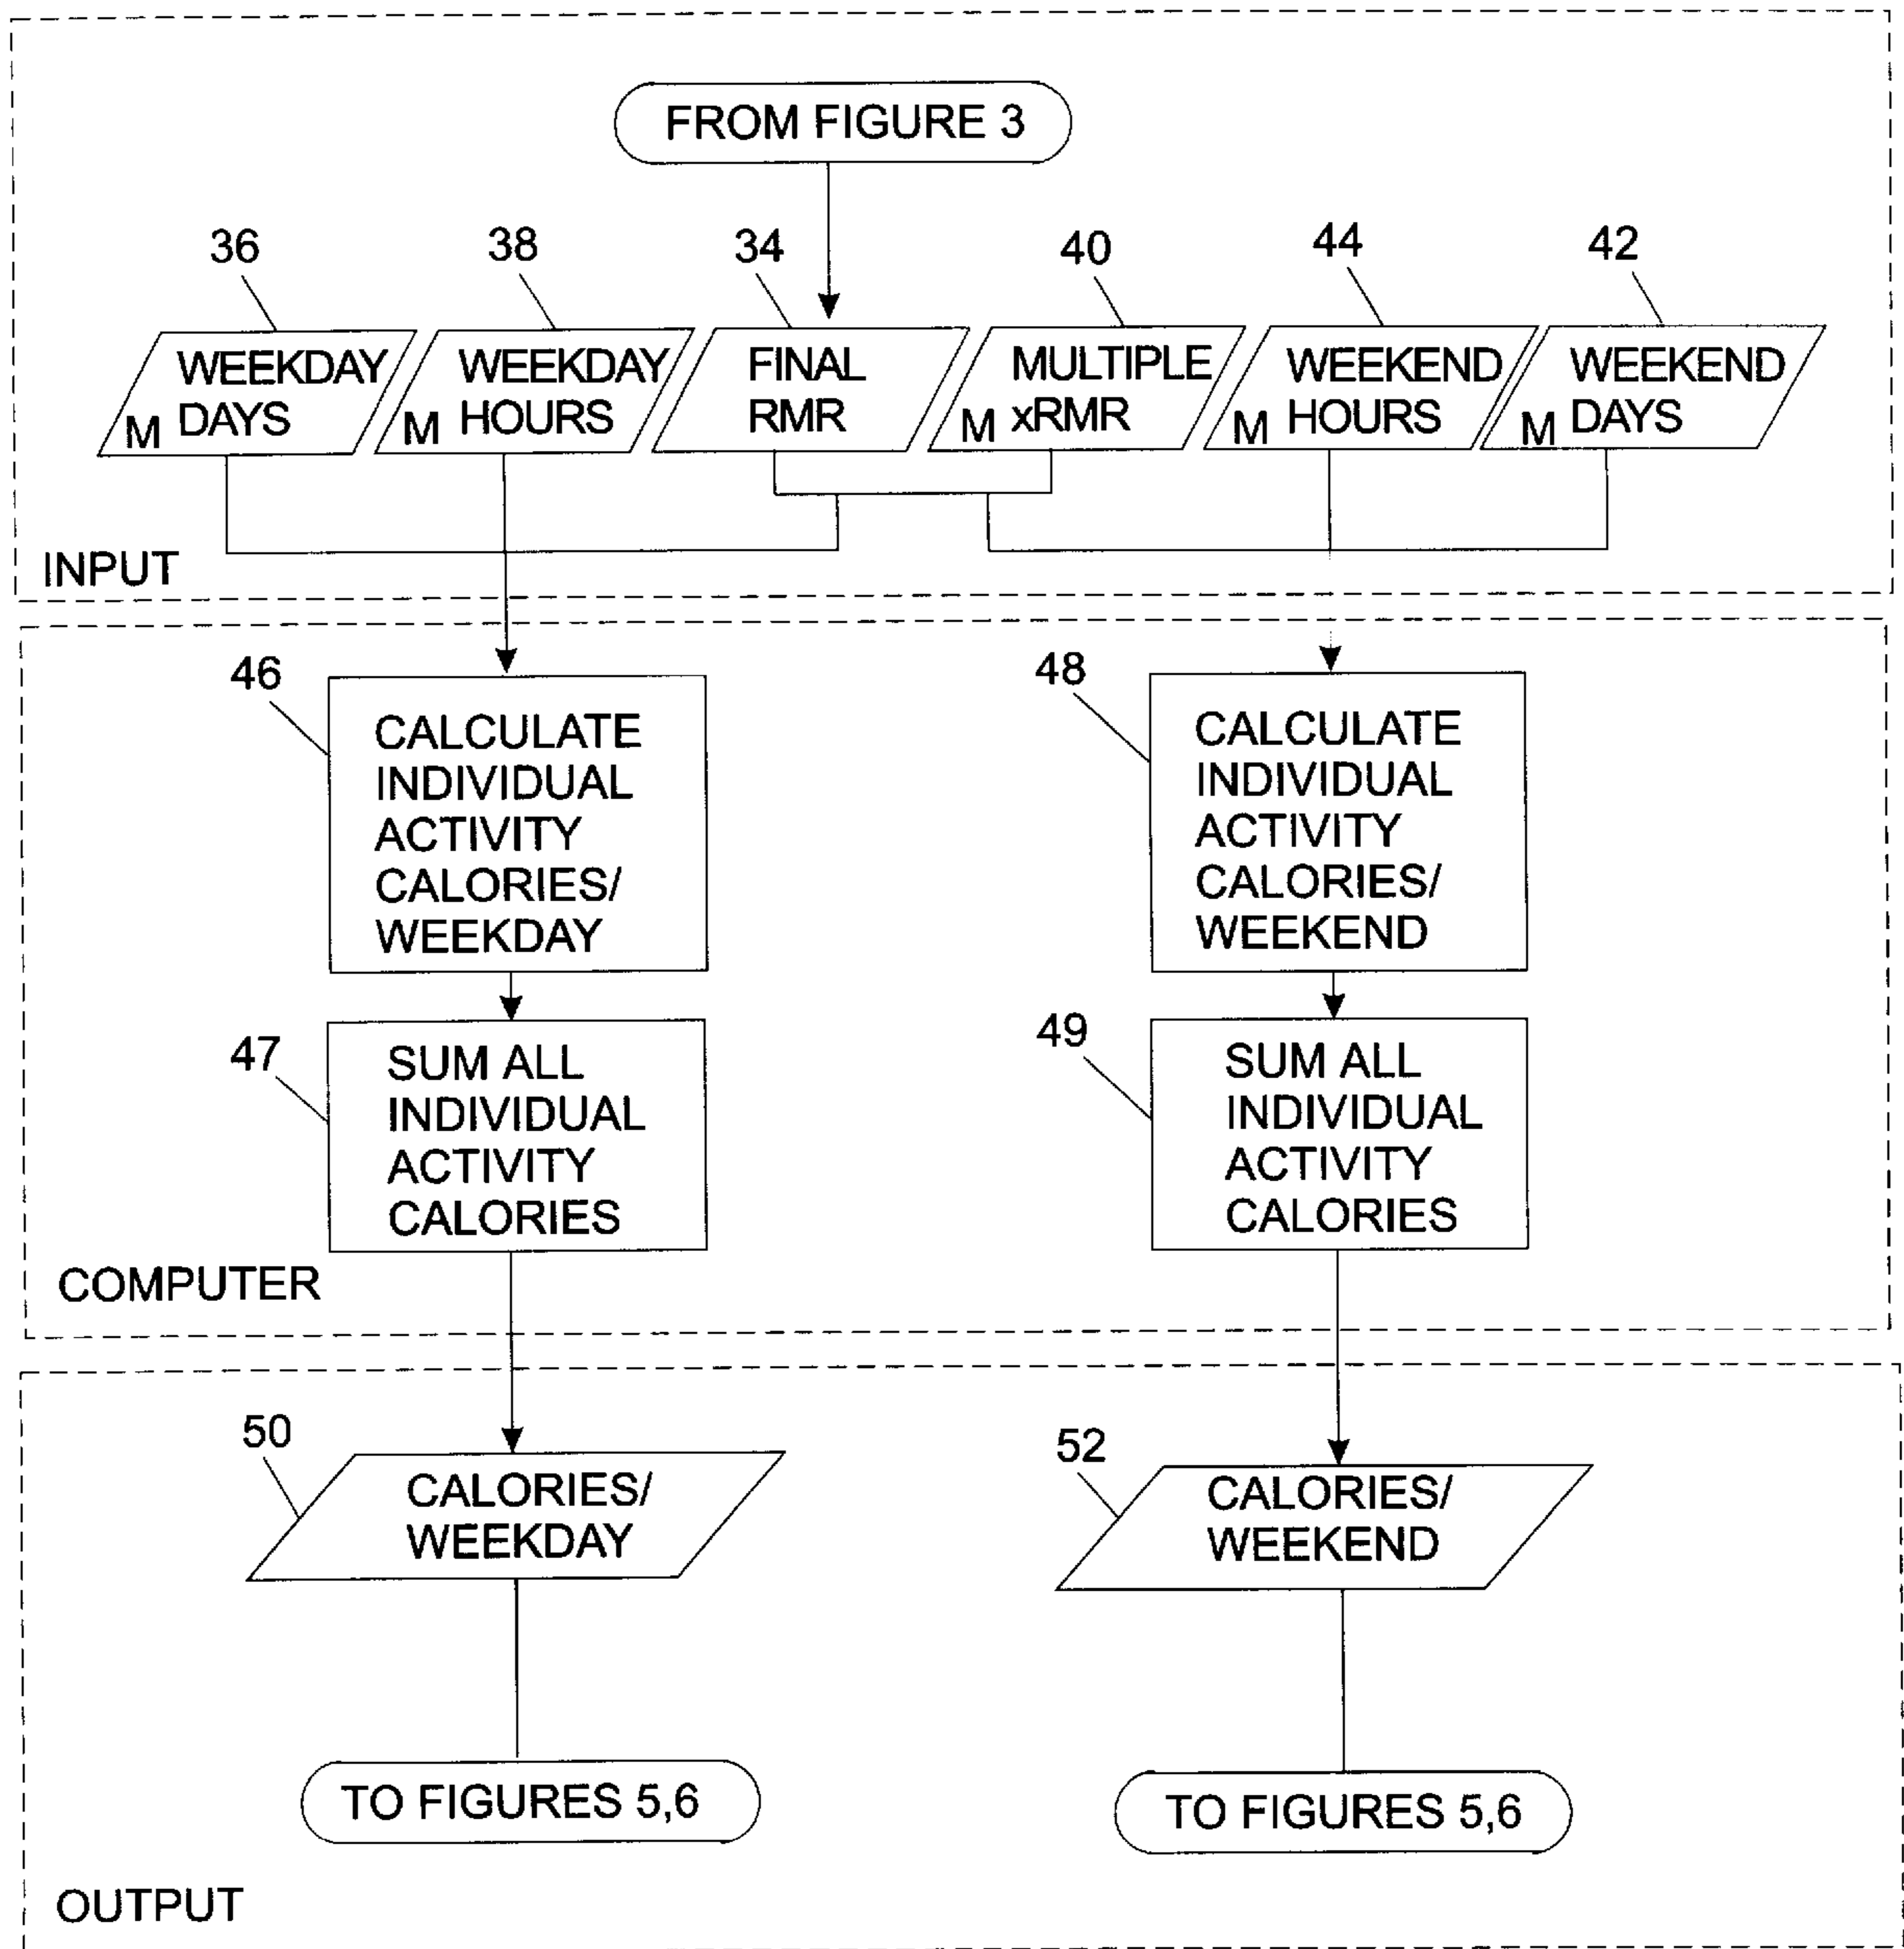 FROM FIGURE 3
36
38
34
40
44
42
WEEKDAY
M DAYS
WEEKDAY
M HOURS
FINAL
RMR
MULTIPLE
M xRMR
WEEKEND
M HOURS
WEEKEND
M DAYS
INPUT
46
CALCULATE
INDIVIDUAL
ACTIVITY
CALORIES/
WEEKDAY
48
CALCULATE
INDIVIDUAL
ACTIVITY
CALORIES/
WEEKEND
47
SUM ALL
INDIVIDUAL
ACTIVITY
CALORIES
49
SUM ALL
INDIVIDUAL
ACTIVITY
CALORIES
COMPUTER
50
CALORIES/
WEEKDAY
52
CALORIES/
WEEKEND
TO FIGURES 5,6
TO FIGURES 5,6
OUTPUT